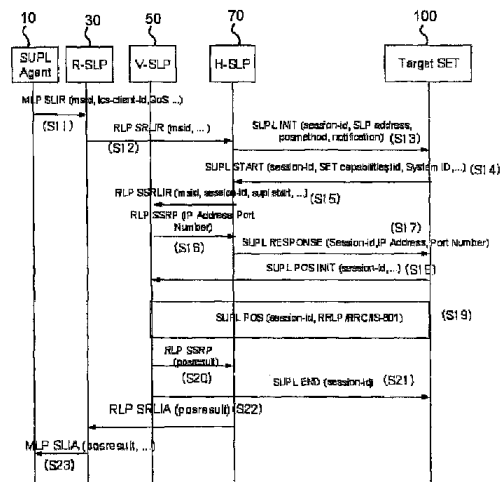 10
30
50
70
100
SUPL
Agent
R-SLP
V-SLP
H-SLP
Target SET
MLP SLIR (msid, lcs-client-id, QoS ...)
(S11)
RLP SRLIR (msid, ...)
(S12)
SUPL INIT (session-id, SLP address,
posmethod, notification)
(S13)
SUPL START (session-id, SET capabilities, lid, System ID,...)
(S14)
RLP SSRLIR (msid, session-id, supl start, ...)
(S15)
RLP SSRP (IP Address Port
Number)
(S16)
(S17)
SUPL RESPONSE (Session-id, IP Address, Port Number)
SUPL POS INIT (session-id, ...)
(S18)
SUPL POS (session-id, RRLP/RRC/IS-801)
(S19)
RLP SSRP
(posresult)
(S20)
SUPL END (session-id)
(S21)
RLP SRLIA (posresult)
(S22)
MLP SLIA (posresult, ...)
(S23)